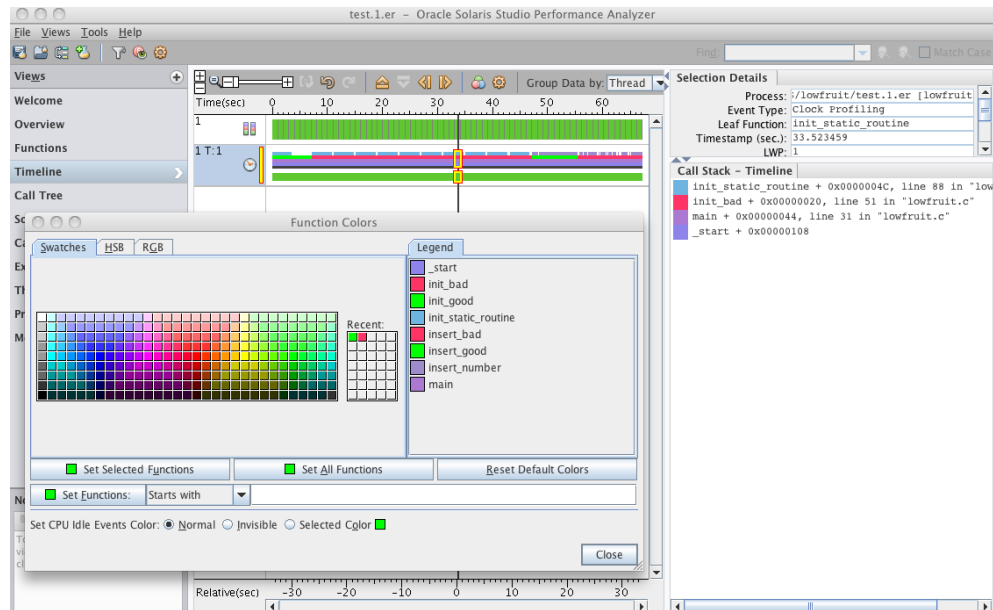 test.1.er – Oracle Solaris Studio Performance Analyzer
File Views Tools Help
Find: Match Case
Views
Welcome
Overview
Functions
Timeline
Call Tree
Group Data by: Thread
Time(sec) 0 10 20 30 40 50 60
1
1 T:1
Relative(sec) -30 -20 -10 0 10 20 30
Selection Details
Process: :/lowfruit/test.1.er [lowfruit
Event Type: Clock Profiling
Leaf Function: init_static_routine
Timestamp (sec.): 33.523459
LWP: 1
Call Stack – Timeline
init_static_routine + 0x0000004C, line 88 in "low
init_bad + 0x00000020, line 51 in "lowfruit.c"
main + 0x00000044, line 31 in "lowfruit.c"
_start + 0x00000108
Function Colors
Swatches HSB RGB
Recent:
Legend
_start
init_bad
init_good
init_static_routine
insert_bad
insert_good
insert_number
main
Set Selected Functions Set All Functions Reset Default Colors
Set Functions: Starts with
Set CPU Idle Events Color: Normal Invisible Selected Color
Close